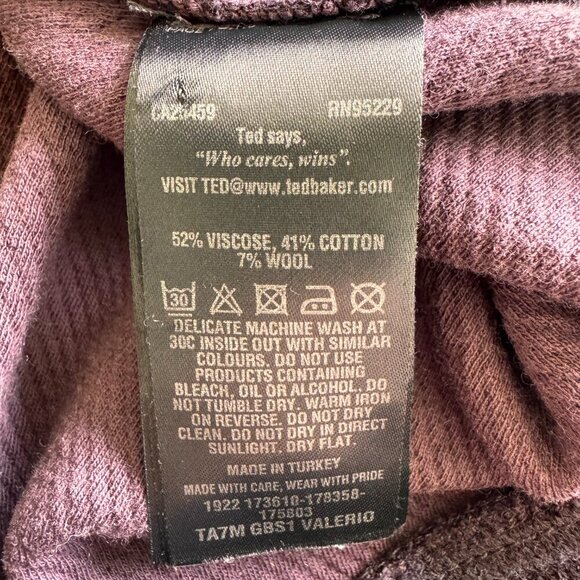 CA26459 RN95229
Ted says,
"Who cares, wins".
VISIT TED@www.tedbaker.com
52% VISCOSE, 41% COTTON
7% WOOL
30
DELICATE MACHINE WASH AT
30C INSIDE OUT WITH SIMILAR
COLOURS. DO NOT USE
PRODUCTS CONTAINING
BLEACH, OIL OR ALCOHOL. DO
NOT TUMBLE DRY. WARM IRON
ON REVERSE. DO NOT DRY
CLEAN. DO NOT DRY IN DIRECT
SUNLIGHT. DRY FLAT.
MADE IN TURKEY
MADE WITH CARE, WEAR WITH PRIDE
1922 173610-178358-
175803
TA7M GBS1 VALERIO